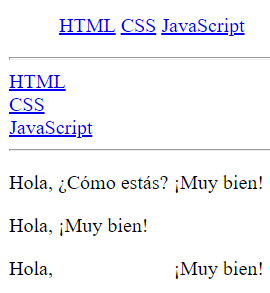 HTML CSS JavaScript
HTML
CSS
JavaScript
Hola, ¿Cómo estás? ¡Muy bien!
Hola, ¡Muy bien!
Hola, ¡Muy bien!